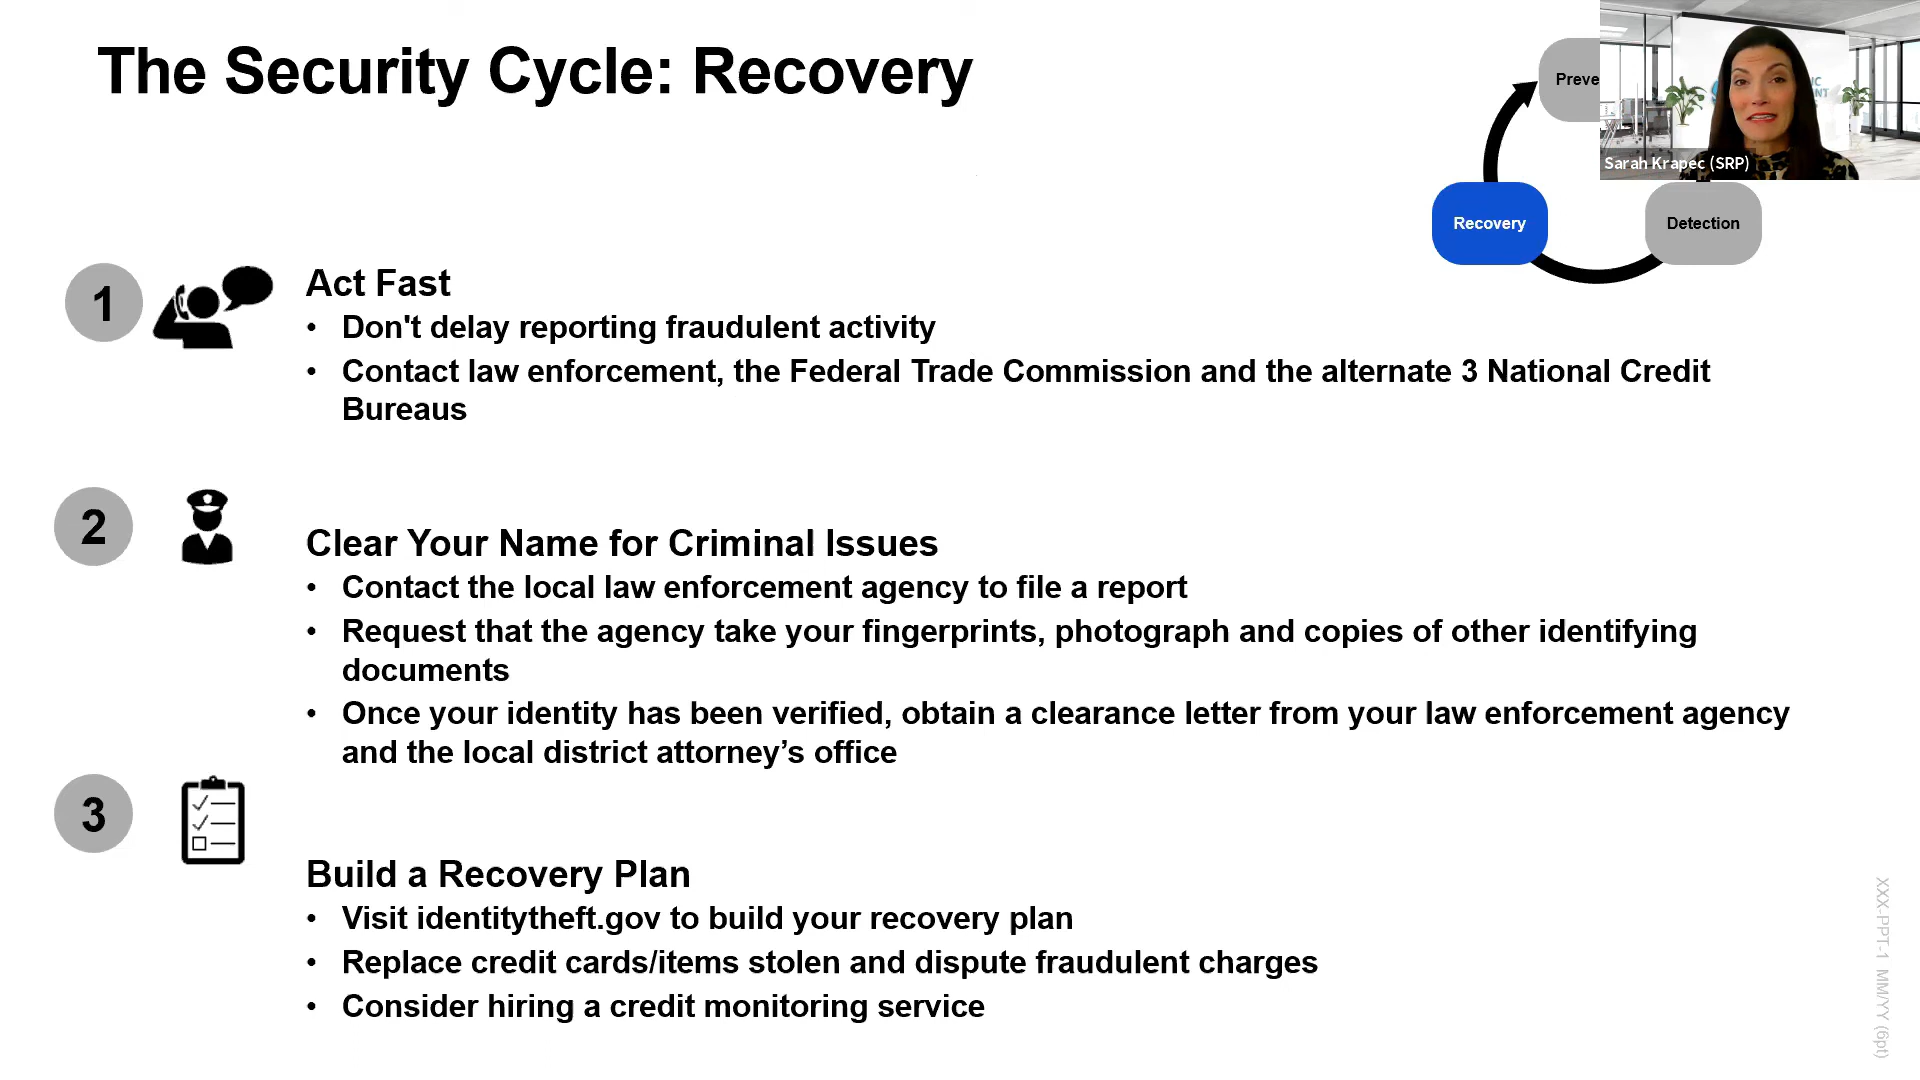 The Security Cycle: Recovery
Preve
Sarah Krapec (SRP)
Recovery
Detection
1
Act Fast
• Don't delay reporting fraudulent activity
• Contact law enforcement, the Federal Trade Commission and the alternate 3 National Credit
Bureaus
2
Clear Your Name for Criminal Issues
• Contact the local law enforcement agency to file a report
• Request that the agency take your fingerprints, photograph and copies of other identifying
documents
• Once your identity has been verified, obtain a clearance letter from your law enforcement agency
and the local district attorney’s office
3
Build a Recovery Plan
• Visit identitytheft.gov to build your recovery plan
• Replace credit cards/items stolen and dispute fraudulent charges
• Consider hiring a credit monitoring service
XXX-PPT-1 MM/YY (6pt)